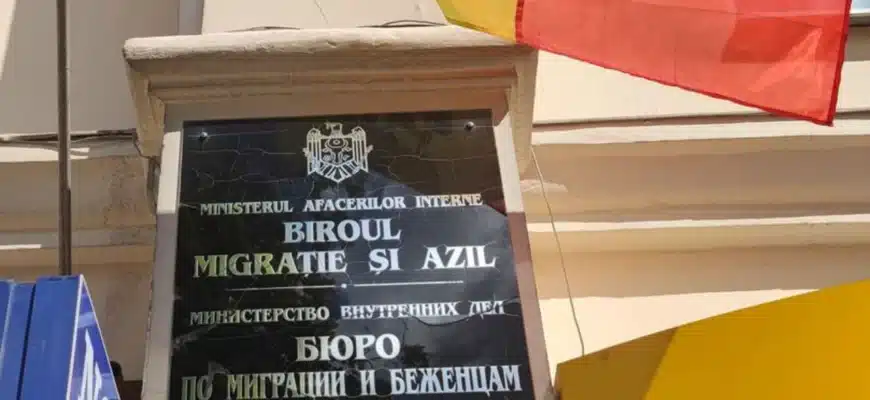 MINISTERUL AFACERILOR INTERNE
BIROUL
MIGRAȚIE ȘI AZIL
МИНИСТЕРСТВО ВНУТРЕННИХ ДЕЛ
БЮРО
ПО МИГРАЦИИ И БЕЖЕНЦАМ